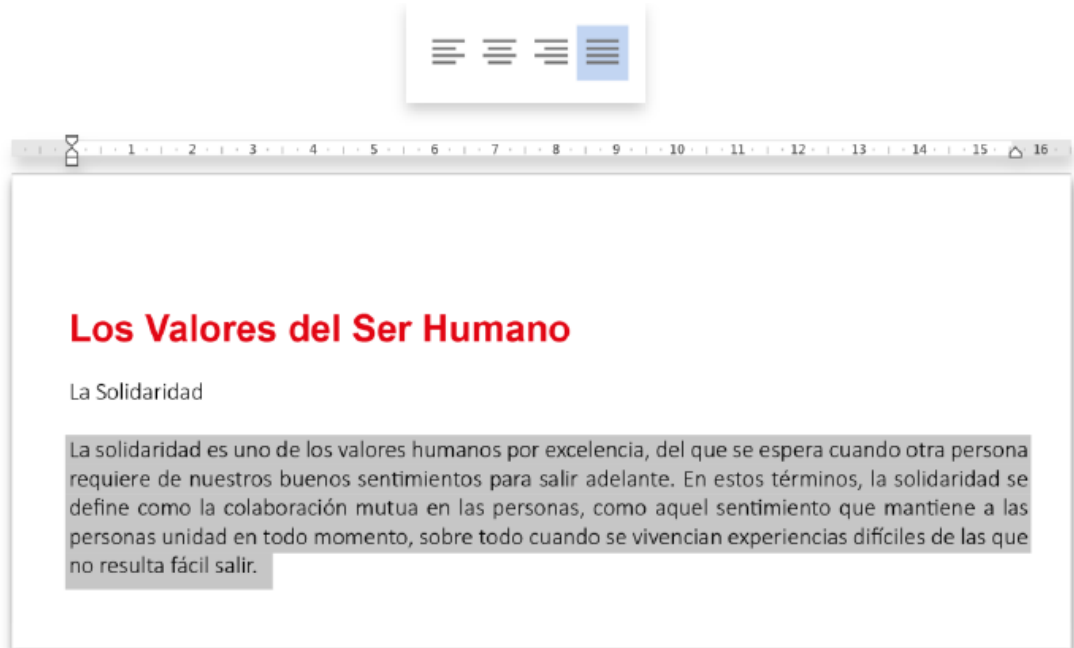 1 2 3 4 5 6 7 8 9 10 11 12 13 14 15 16
Los Valores del Ser Humano
La Solidaridad
La solidaridad es uno de los valores humanos por excelencia, del que se espera cuando otra persona
requiere de nuestros buenos sentimientos para salir adelante. En estos términos, la solidaridad se
define como la colaboración mutua en las personas, como aquel sentimiento que mantiene a las
personas unidad en todo momento, sobre todo cuando se vivencian experiencias difíciles de las que
no resulta fácil salir.